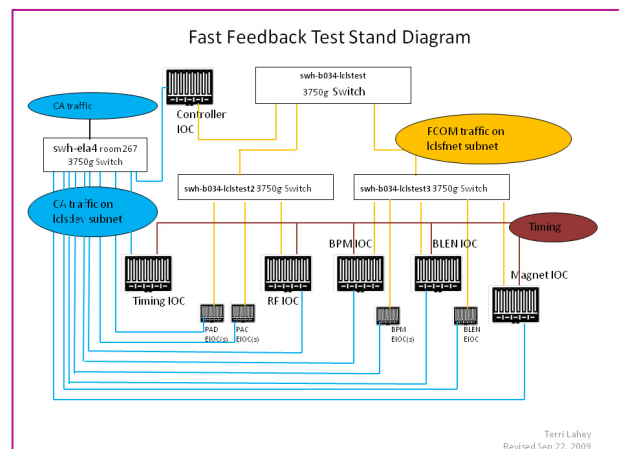 Fast Feedback Test Stand Diagram
swh-b034-lclstest
3750g Switch
CA traffic
Controller
IOC
FCOM traffic on
lclsfnet subnet
swh-ela4 room 267
3750g Switch
CA traffic on
lclsdev subnet
swh-b034-lclstest2 3750g Switch
swh-b034-lclstest3 3750g Switch
Timing
BPM IOC
BLEN IOC
Magnet IOC
Timing IOC
RF IOC
PAD
EIOC(s)
PAC
EIOC(s)
BPM
EIOC(s)
BLEN
EIOC
Terri Lahey
Revised Sep 22, 2009